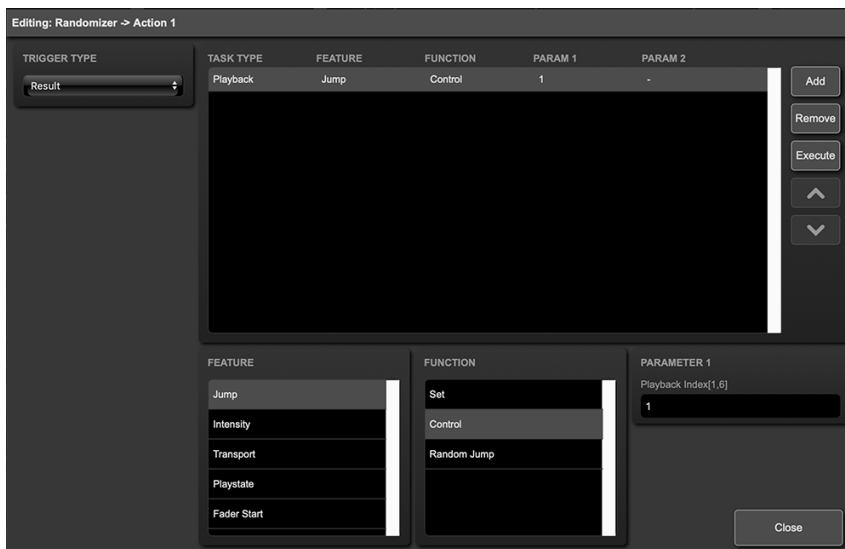 Editing: Randomizer -> Action 1
TRIGGER TYPE
Result
TASK TYPE FEATURE FUNCTION PARAM 1 PARAM 2
Playback Jump Control 1 -
Add
Remove
Execute
FEATURE
Jump
Intensity
Transport
Playstate
Fader Start
FUNCTION
Set
Control
Random Jump
PARAMETER 1
Playback Index[1,6]
1
Close